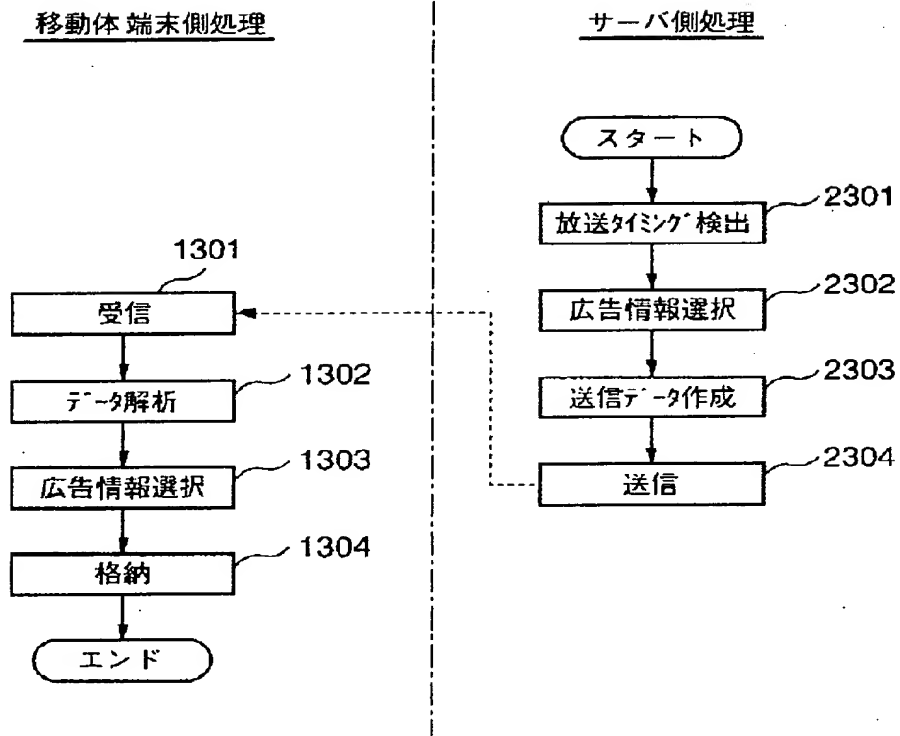 移動体端末側処理
サーバ側処理
スタート
2301
放送タイミング検出
2302
広告情報選択
2303
送信データ作成
2304
送信
1301
受信
1302
データ解析
1303
広告情報選択
1304
格納
エンド